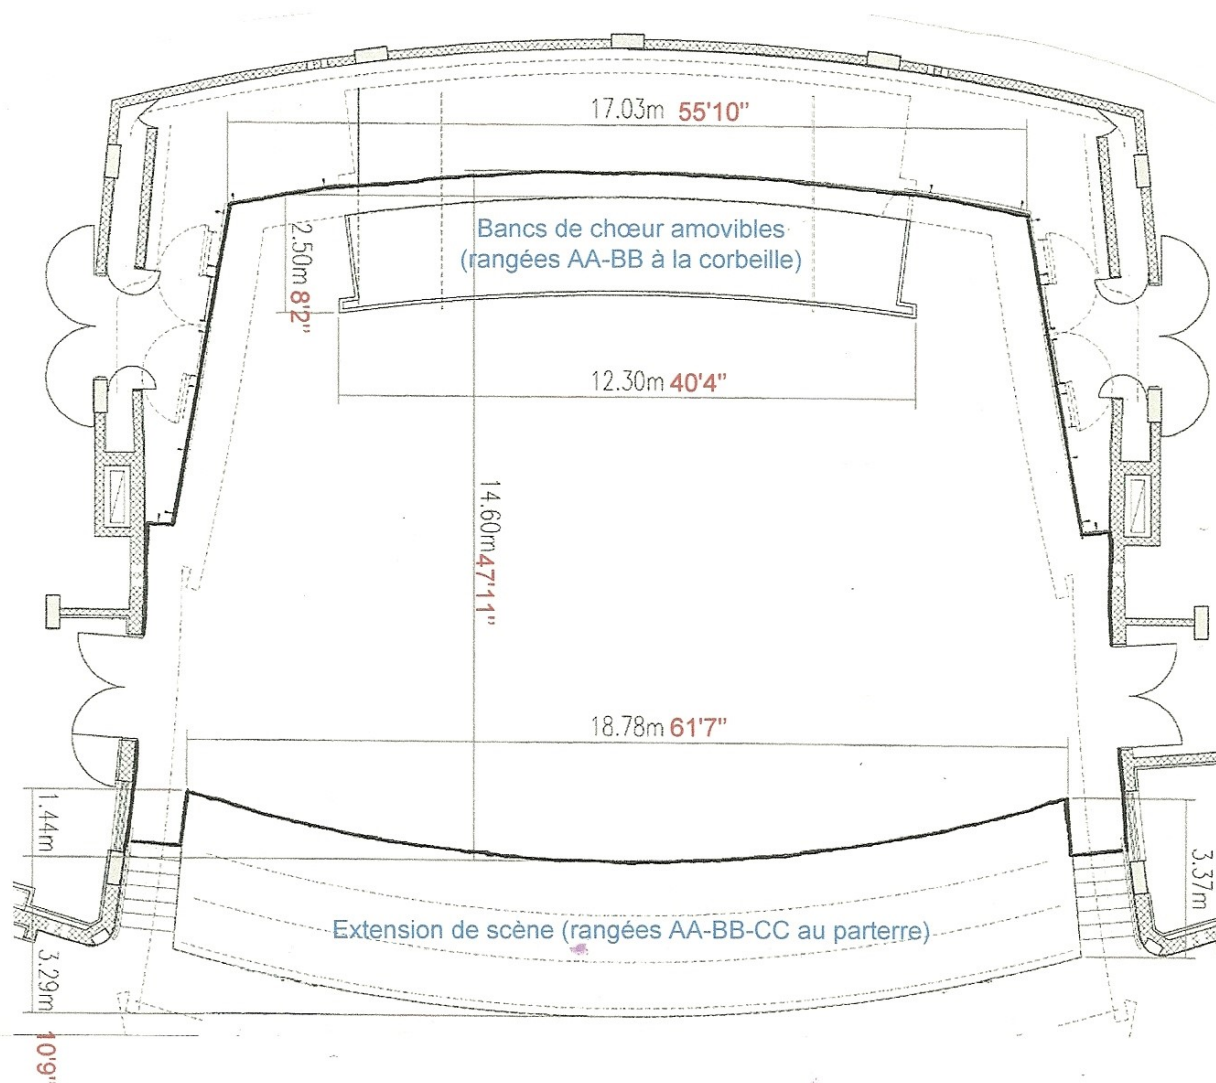 17.03m 55'10"
Bancs de chœur amovibles
(rangées AA-BB à la corbeille)
2.50m 8'2"
12.30m 40'4"
14.60m 47'11"
18.78m 61'7"
1.44m
3.37m
Extension de scène (rangées AA-BB-CC au parterre)
3.29m 10'9"